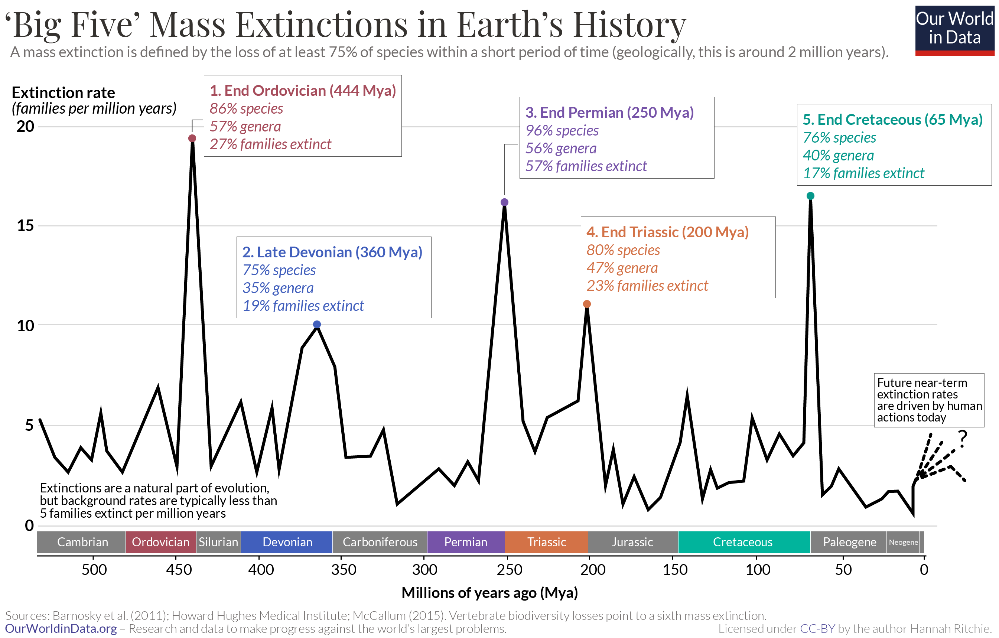 ‘Big Five’ Mass Extinctions in Earth’s History
Our World
in Data
A mass extinction is defined by the loss of at least 75% of species within a short period of time (geologically, this is around 2 million years).
Extinction rate
(families per million years)
20
15
10
5
0
1. End Ordovician (444 Mya)
86% species
57% genera
27% families extinct
2. Late Devonian (360 Mya)
75% species
35% genera
19% families extinct
3. End Permian (250 Mya)
96% species
56% genera
57% families extinct
4. End Triassic (200 Mya)
80% species
47% genera
23% families extinct
5. End Cretaceous (65 Mya)
76% species
40% genera
17% families extinct
Future near-term
extinction rates
are driven by human
actions today
?
Extinctions are a natural part of evolution,
but background rates are typically less than
5 families extinct per million years
Cambrian Ordovician Silurian Devonian Carboniferous Permian Triassic Jurassic Cretaceous Paleogene Neogene
500 450 400 350 300 250 200 150 100 50 0
Millions of years ago (Mya)
Sources: Barnosky et al. (2011); Howard Hughes Medical Institute; McCallum (2015). Vertebrate biodiversity losses point to a sixth mass extinction.
OurWorldinData.org – Research and data to make progress against the world’s largest problems.
Licensed under CC-BY by the author Hannah Ritchie.